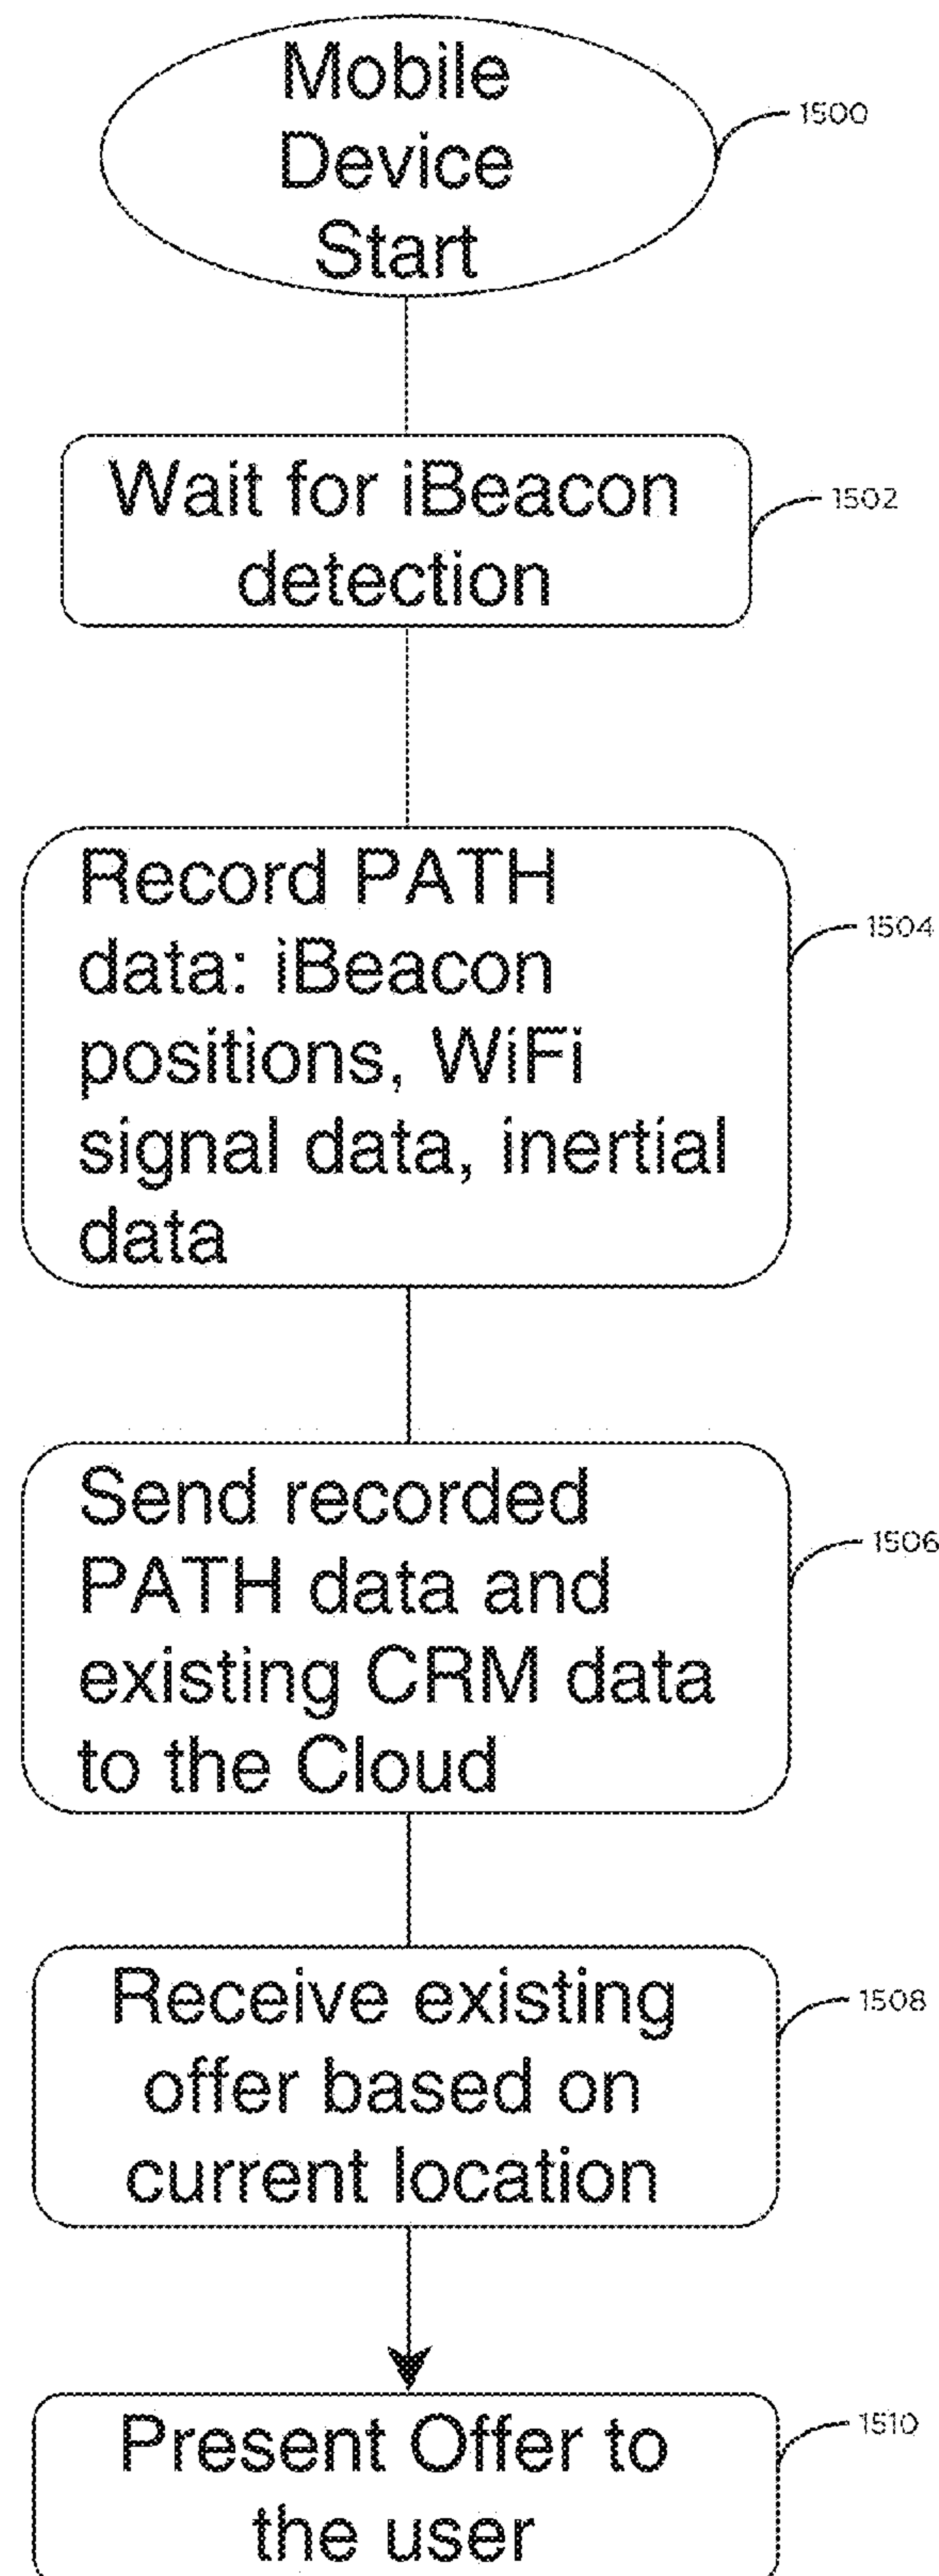 Mobile
Device
Start
1500
Wait for iBeacon
detection
1502
Record PATH
data: iBeacon
positions, WiFi
signal data, inertial
data
1504
Send recorded
PATH data and
existing CRM data
to the Cloud
1506
Receive existing
offer based on
current location
1508
Present Offer to
the user
1510